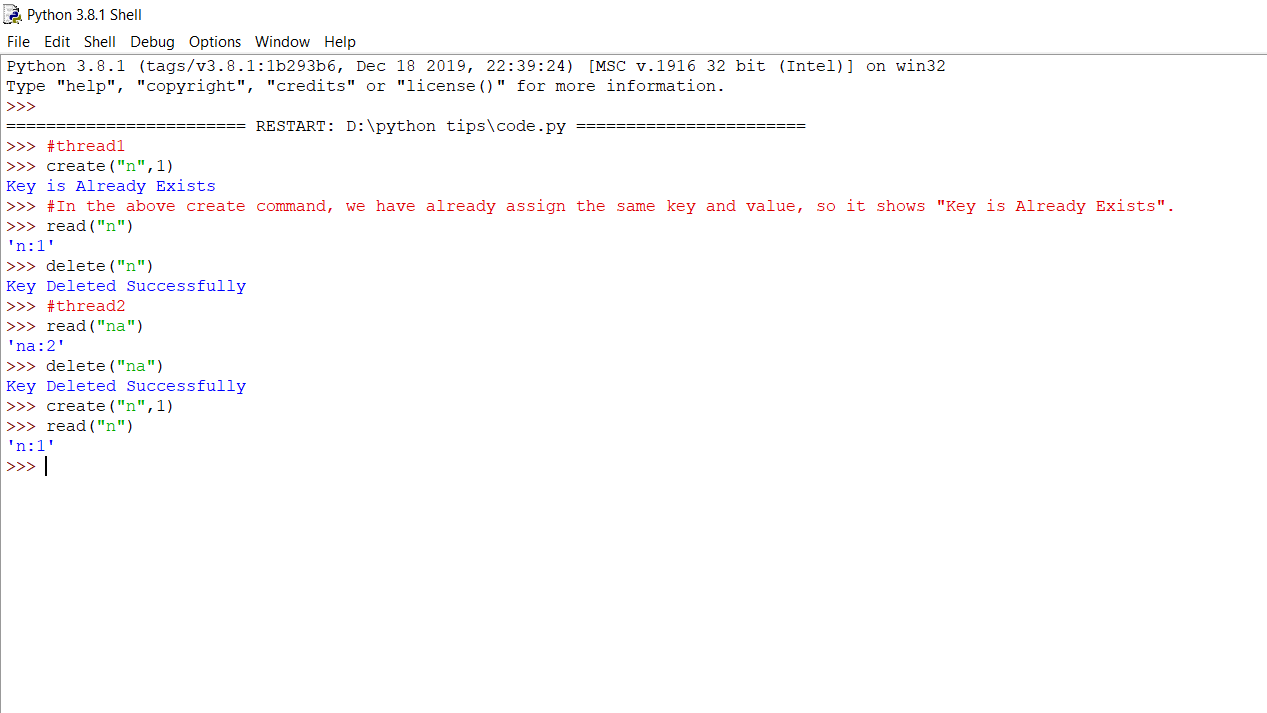 Python 3.8.1 Shell
File Edit Shell Debug Options Window Help
Python 3.8.1 (tags/v3.8.1:1b293b6, Dec 18 2019, 22:39:24) [MSC v.1916 32 bit (Intel)] on win32
Type "help", "copyright", "credits" or "license()" for more information.
>>>
======================== RESTART: D:\python tips\code.py =======================
>>> #thread1
>>> create("n",1)
Key is Already Exists
>>> #In the above create command, we have already assign the same key and value, so it shows "Key is Already Exists".
>>> read("n")
'n:1'
>>> delete("n")
Key Deleted Successfully
>>> #thread2
>>> read("na")
'na:2'
>>> delete("na")
Key Deleted Successfully
>>> create("n",1)
>>> read("n")
'n:1'
>>>